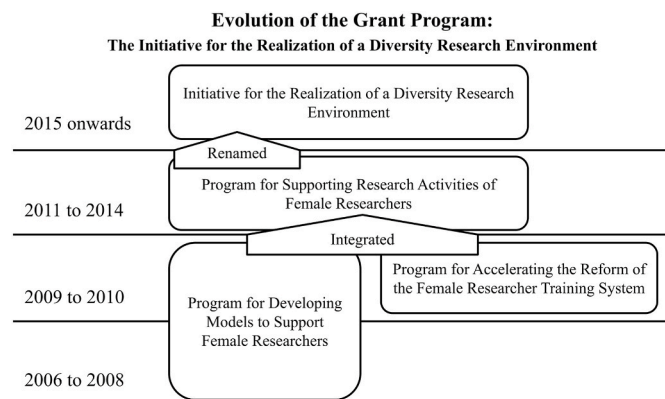 Evolution of the Grant Program:
The Initiative for the Realization of a Diversity Research Environment
2015 onwards
Initiative for the Realization of a Diversity Research
Environment
Renamed
2011 to 2014
Program for Supporting Research Activities of
Female Researchers
Integrated
2009 to 2010
Program for Developing
Models to Support
Female Researchers
Program for Accelerating the Reform of
the Female Researcher Training System
2006 to 2008